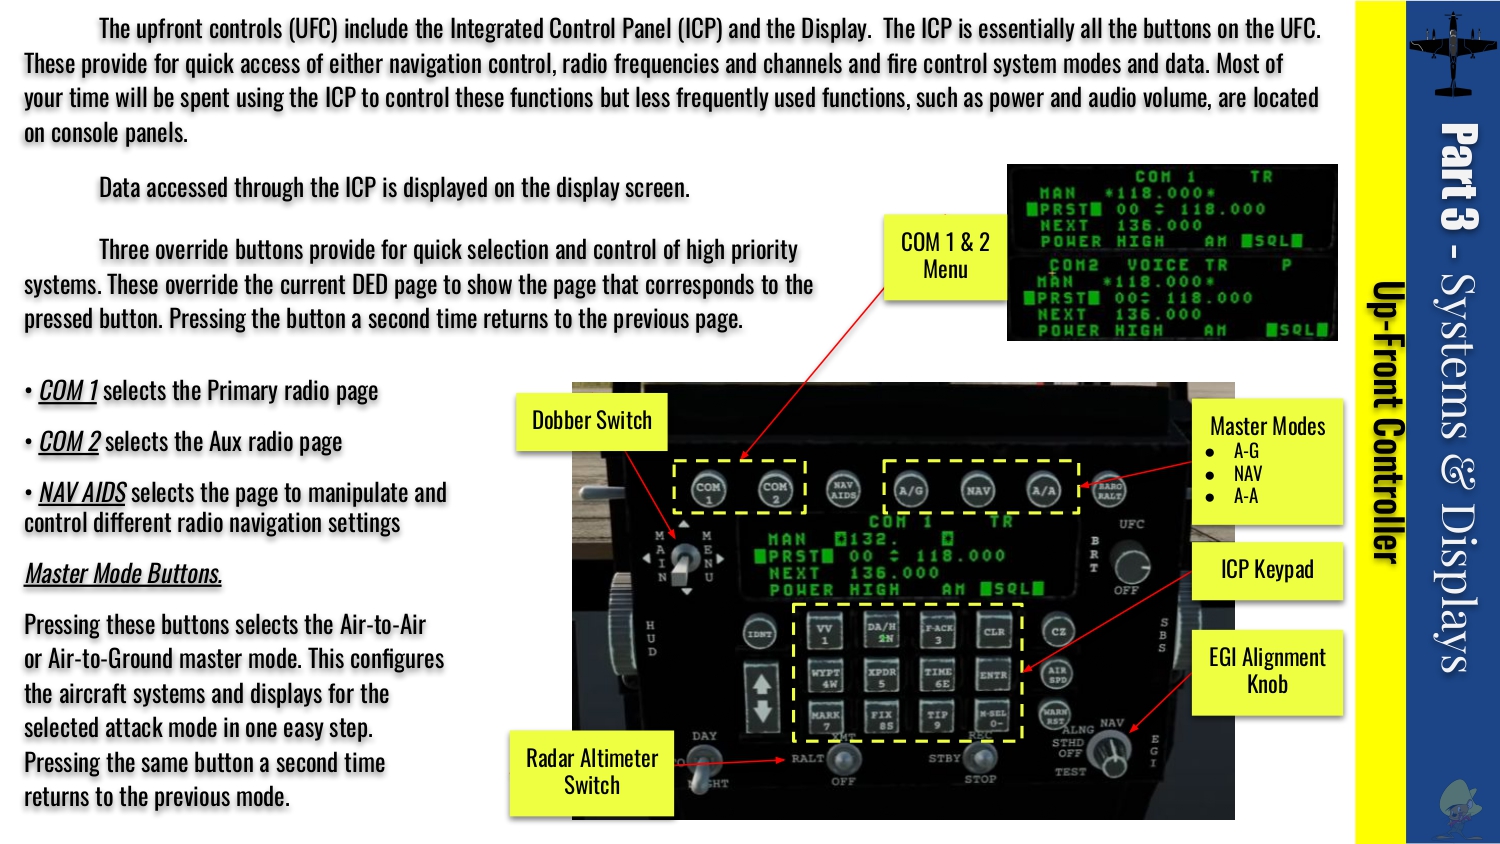 The upfront controls (UFC) include the Integrated Control Panel (ICP) and the Display.  The ICP is essentially all the buttons on the UFC.
These provide for quick access of either navigation control, radio frequencies and channels and fire control system modes and data. Most of
your time will be spent using the ICP to control these functions but less frequently used functions, such as power and audio volume, are located
on console panels.
Data accessed through the ICP is displayed on the display screen.
Three override buttons provide for quick selection and control of high priority
systems. These override the current DED page to show the page that corresponds to the
pressed button. Pressing the button a second time returns to the previous page.
• COM 1 selects the Primary radio page
• COM 2 selects the Aux radio page
• NAV AIDS selects the page to manipulate and
control different radio navigation settings
Master Mode Buttons.
Pressing these buttons selects the Air-to-Air
or Air-to-Ground master mode. This configures
the aircraft systems and displays for the
selected attack mode in one easy step.
Pressing the same button a second time
returns to the previous mode.
COM 1 & 2
Menu
COM 1 TR
MAN *118.000*
PRST 00 118.000
NEXT 136.000
POWER HIGH AM SQL
COM2 VOICE TR P
MAN *118.000*
PRST 00 118.000
NEXT 136.000
POWER HIGH AM SQL
Dobber Switch
Master Modes
● A-G
● NAV
● A-A
ICP Keypad
EGI Alignment
Knob
Radar Altimeter
Switch
COM 1
COM 2
NAV AIDS
A/G
NAV
A/A
BARO RALT
MAIN
MENU
COM 1 TR
MAN *132. *
PRST 00 118.000
NEXT 136.000
POWER HIGH AM SQL
UFC
BRT
OFF
HUD
IDNT
VV 1
DA/H 2N
F-ACK 3
CLR
CZ
SBS
WYPT 4W
XPDR 5
TIME 6E
ENTR
AIR SPD
MARK 7
FIX 8S
TIP 9
M-SEL 0-
WARN RST
DAY
XMT
RALT
OFF
REC
STBY
STOP
NAV
ALNG
STHD
OFF
TEST
EGI
Up-Front Controller
Part 3 - Systems & Displays